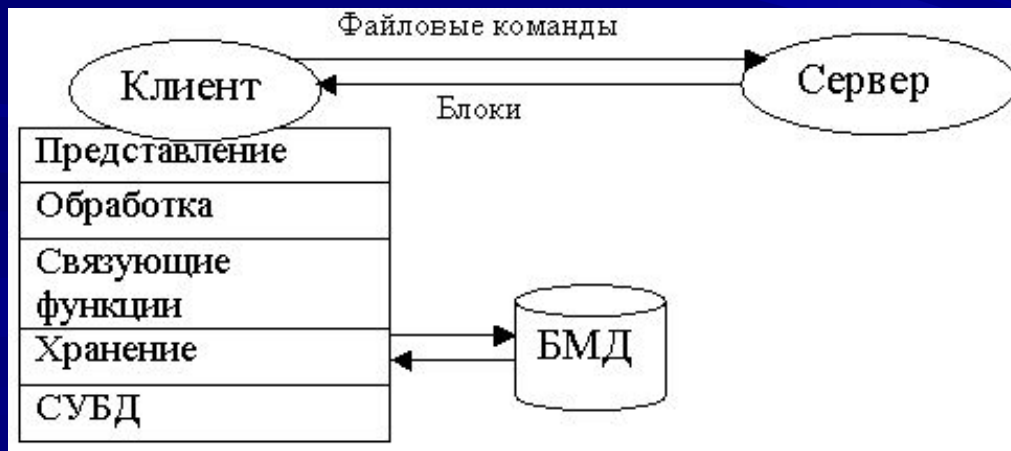 Файловые команды
Клиент
Сервер
Блоки
Представление
Обработка
Связующие
функции
Хранение
БМД
СУБД